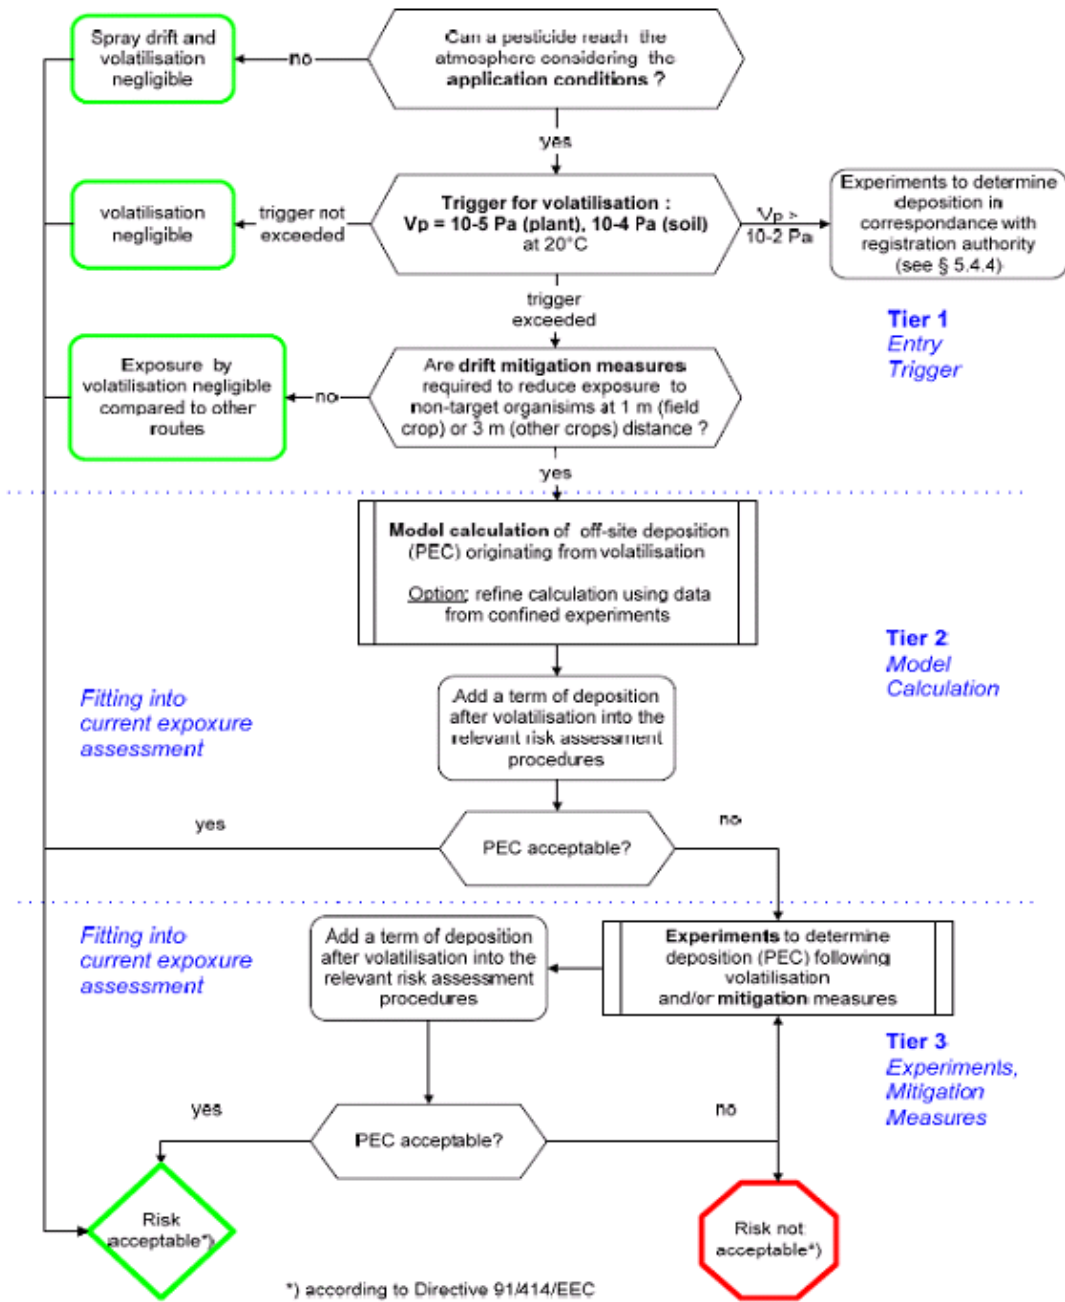 Spray drift and
volatilisation
negligible
no
Can a pesticide reach the
atmosphere considering the
application conditions ?
yes
volatilisation
negligible
trigger not
exceeded
Trigger for volatilisation :
Vp = 10-5 Pa (plant), 10-4 Pa (soil)
at 20°C
Vp >
10-2 Pa
Experiments to determine
deposition in
correspondance with
registration authority
(see § 5.4.4)
trigger
exceeded
Tier 1
Entry
Trigger
Exposure by
volatilisation negligible
compared to other
routes
no
Are drift mitigation measures
required to reduce exposure to
non-target organisims at 1 m (field
crop) or 3 m (other crops) distance ?
yes
Model calculation of off-site deposition
(PEC) originating from volatilisation
Option: refine calculation using data
from confined experiments
Tier 2
Model
Calculation
Fitting into
current expoxure
assessment
Add a term of deposition
after volatilisation into the
relevant risk assessment
procedures
yes
no
PEC acceptable?
Fitting into
current expoxure
assessment
Add a term of deposition
after volatilisation into the
relevant risk assessment
procedures
Experiments to determine
deposition (PEC) following
volatilisation
and/or mitigation measures
Tier 3
Experiments,
Mitigation
Measures
yes
no
PEC acceptable?
Risk
acceptable*)
Risk not
acceptable*)
*) according to Directive 91/414/EEC